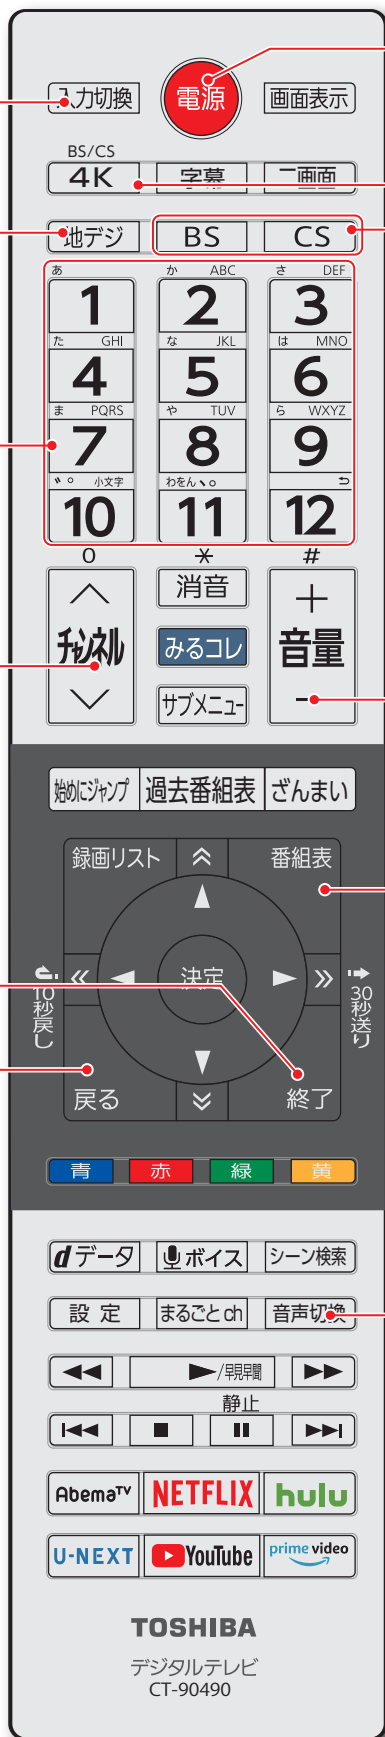 入力切換 電源 画面表示
BS/CS
4K 字幕 二画面
地デジ BS CS
あ か ABC さ DEF
1 2 3
た GHI な JKL は MNO
4 5 6
ま PQRS や TUV ら WXYZ
7 8 9
゛゜ 小文字 わをん、。
10 11 12
0 * #
消音
チャンネル みるコレ + 音量 -
サブメニュー
始めにジャンプ 過去番組表 ざんまい
録画リスト 番組表
10秒戻し 決定 30秒送り
戻る 終了
青 赤 緑 黄
dデータ ボイス シーン検索
設定 まるごとch 音声切換
/早見早聞
静止
AbemaTV NETFLIX hulu
U-NEXT YouTube prime video
TOSHIBA
デジタルテレビ
CT-90490